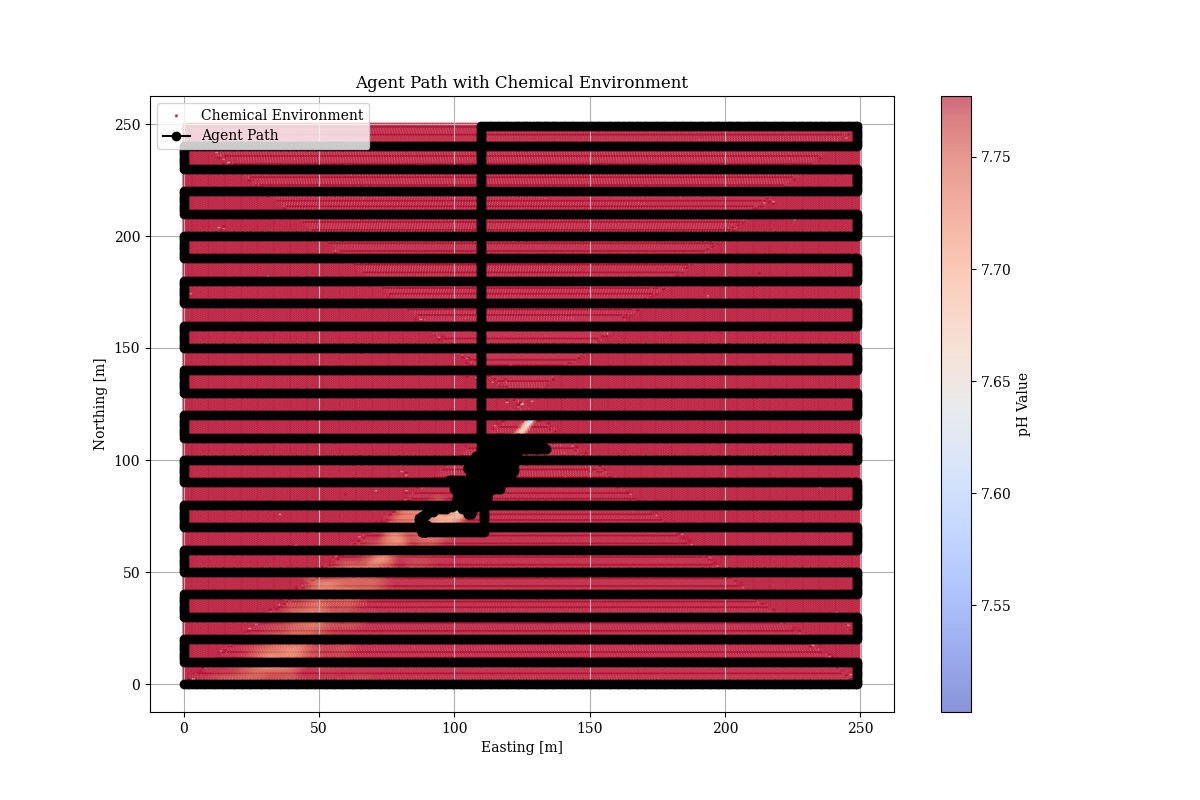 Agent Path with Chemical Environment
Chemical Environment
Agent Path
250
200
150
100
50
0
Northing [m]
0 50 100 150 200 250
Easting [m]
7.75
7.70
7.65
7.60
7.55
pH Value